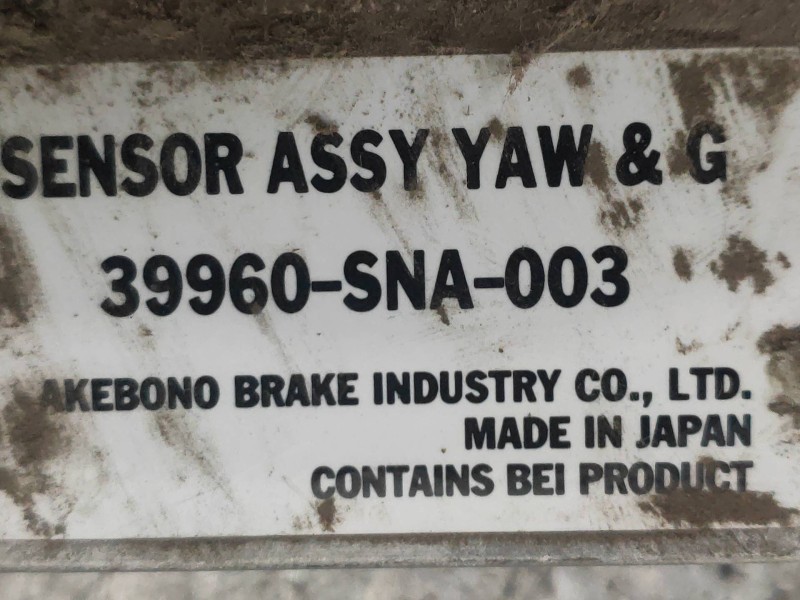 SENSOR ASSY YAW & G
39960-SNA-003
AKEBONO BRAKE INDUSTRY CO., LTD.
MADE IN JAPAN
CONTAINS BEI PRODUCT